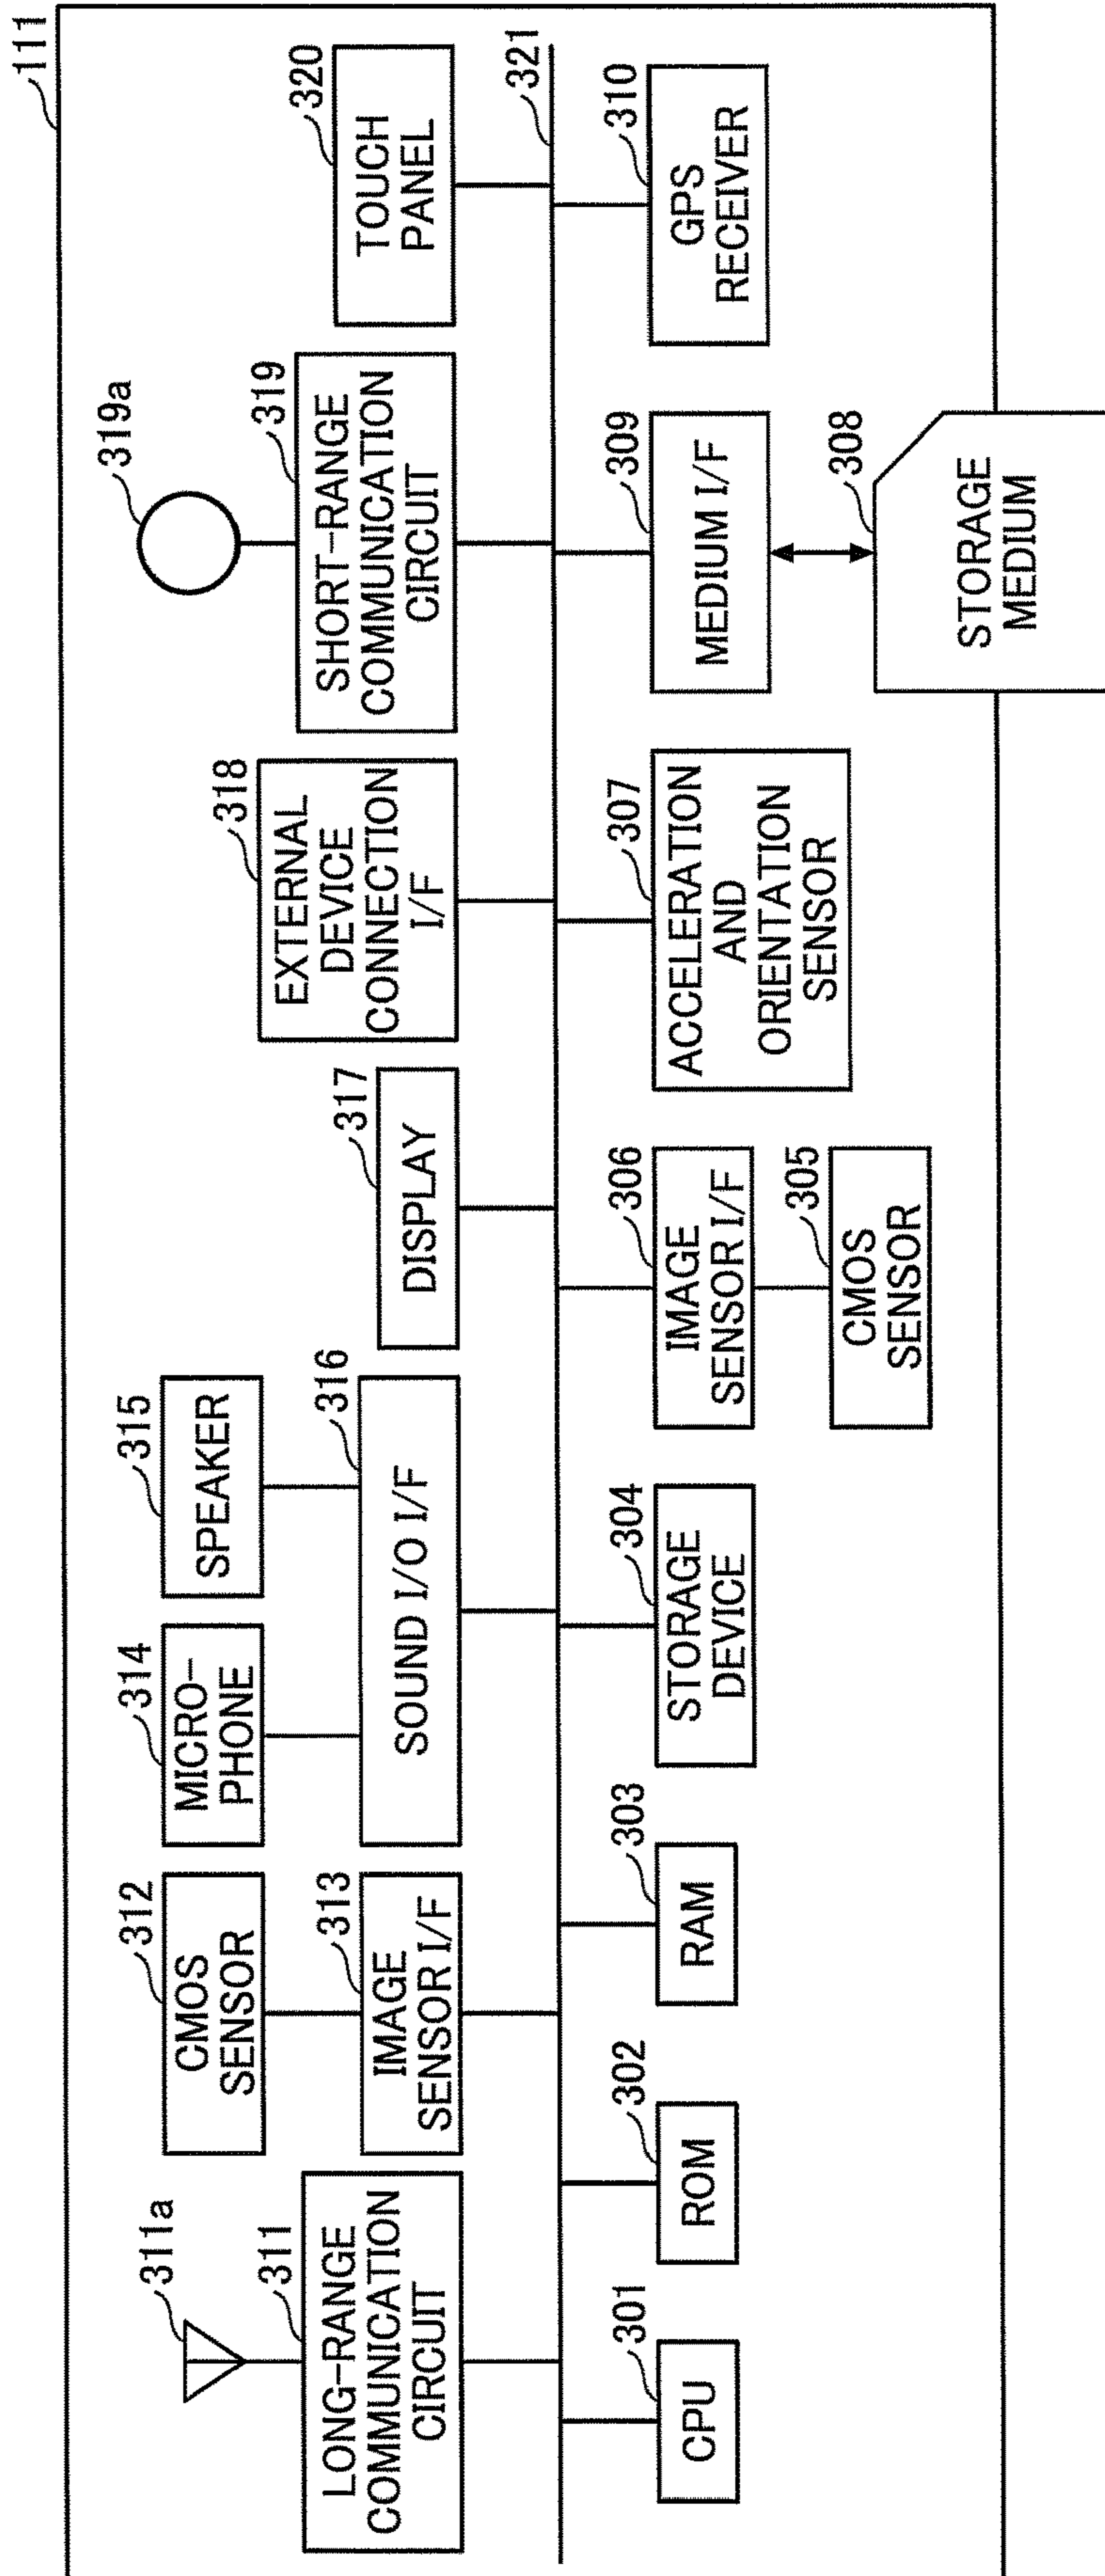 111
311a
311
LONG-RANGE
COMMUNICATION
CIRCUIT
312
CMOS
SENSOR
313
IMAGE
SENSOR I/F
314
MICRO-
PHONE
315
SPEAKER
316
SOUND I/O I/F
317
DISPLAY
318
EXTERNAL
DEVICE
CONNECTION
I/F
319a
319
SHORT-RANGE
COMMUNICATION
CIRCUIT
320
TOUCH
PANEL
321
301
CPU
302
ROM
303
RAM
304
STORAGE
DEVICE
306
IMAGE
SENSOR I/F
305
CMOS
SENSOR
307
ACCELERATION
AND
ORIENTATION
SENSOR
309
MEDIUM I/F
308
STORAGE
MEDIUM
310
GPS
RECEIVER